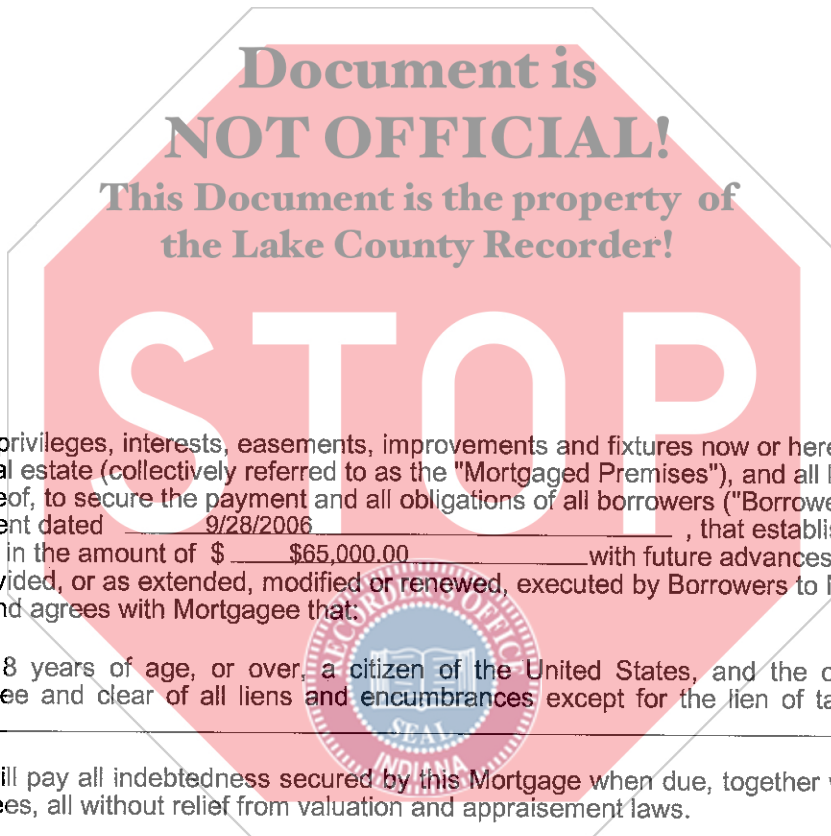 Document is
NOT OFFICIAL!
This Document is the property of
the Lake County Recorder!
STOP
privileges, interests, easements, improvements and fixtures now or here
al estate (collectively referred to as the "Mortgaged Premises"), and all
eof, to secure the payment and all obligations of all borrowers ("Borrowe
ent dated 9/28/2006 , that establis
in the amount of $ $65,000.00 with future advances
vided, or as extended, modified or renewed, executed by Borrowers to
nd agrees with Mortgagee that:
RECORDER'S OFFICE
8 years of age, or over, a citizen of the United States, and the
ee and clear of all liens and encumbrances except for the lien of ta
SEAL
INDIANA
ill pay all indebtedness secured by this Mortgage when due, together
ees, all without relief from valuation and appraisement laws.